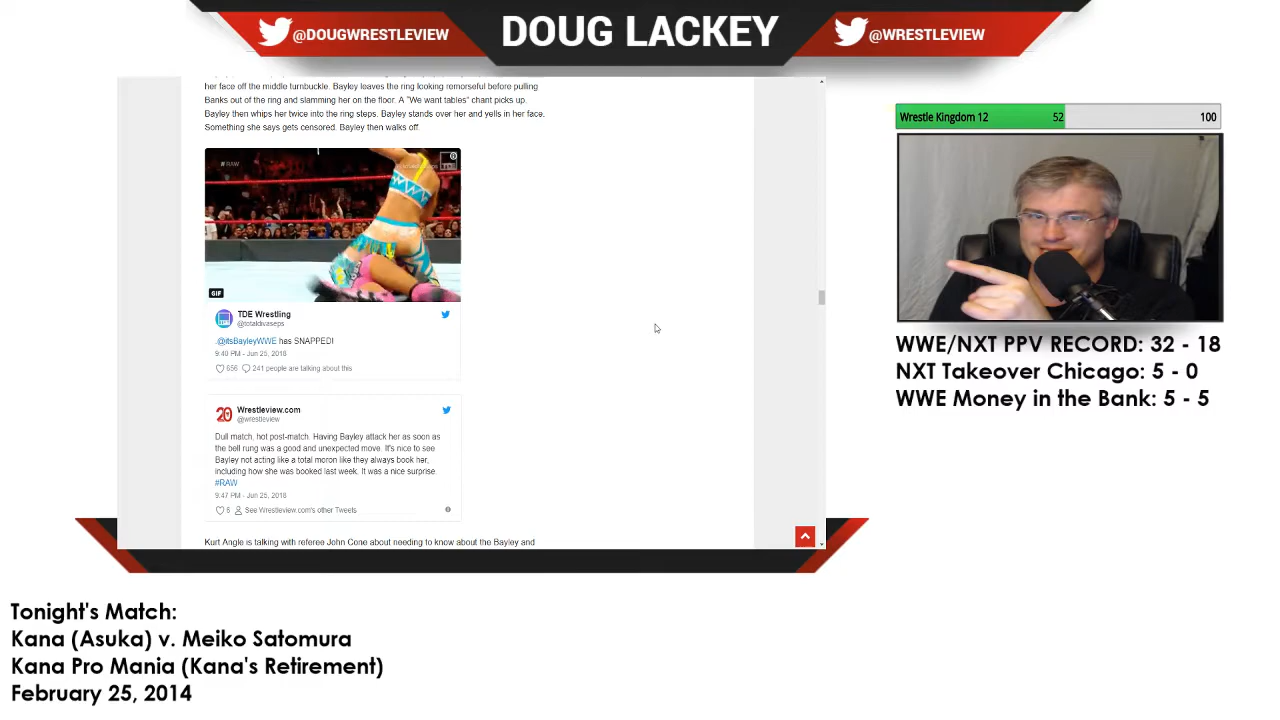 @DOUGWRESTLEVIEW
DOUG LACKEY
@WRESTLEVIEW
her face off the middle turnbuckle. Bayley leaves the ring looking remorseful before pulling
Banks out of the ring and slamming her on the floor. A "We want tables" chant picks up.
Bayley then whips her twice into the ring steps. Bayley stands over her and yells in her face.
Something she says gets censored. Bayley then walks off.
#RAW
GIF
TDE Wrestling
@totaldivaseps
.@itsBayleyWWE has SNAPPED!
9:40 PM - Jun 25, 2018
656 241 people are talking about this
20
Wrestleview.com
@wrestleview
Dull match, hot post-match. Having Bayley attack her as soon as
the bell rung was a good and unexpected move. It's nice to see
Bayley not acting like a total moron like they always book her,
including how she was booked last week. It was a nice surprise.
#RAW
9:47 PM - Jun 25, 2018
6 See Wrestleview.com's other Tweets
Kurt Angle is talking with referee John Cone about needing to know about the Bayley and
Wrestle Kingdom 12 52 100
WWE/NXT PPV RECORD: 32 - 18
NXT Takeover Chicago: 5 - 0
WWE Money in the Bank: 5 - 5
Tonight's Match:
Kana (Asuka) v. Meiko Satomura
Kana Pro Mania (Kana's Retirement)
February 25, 2014